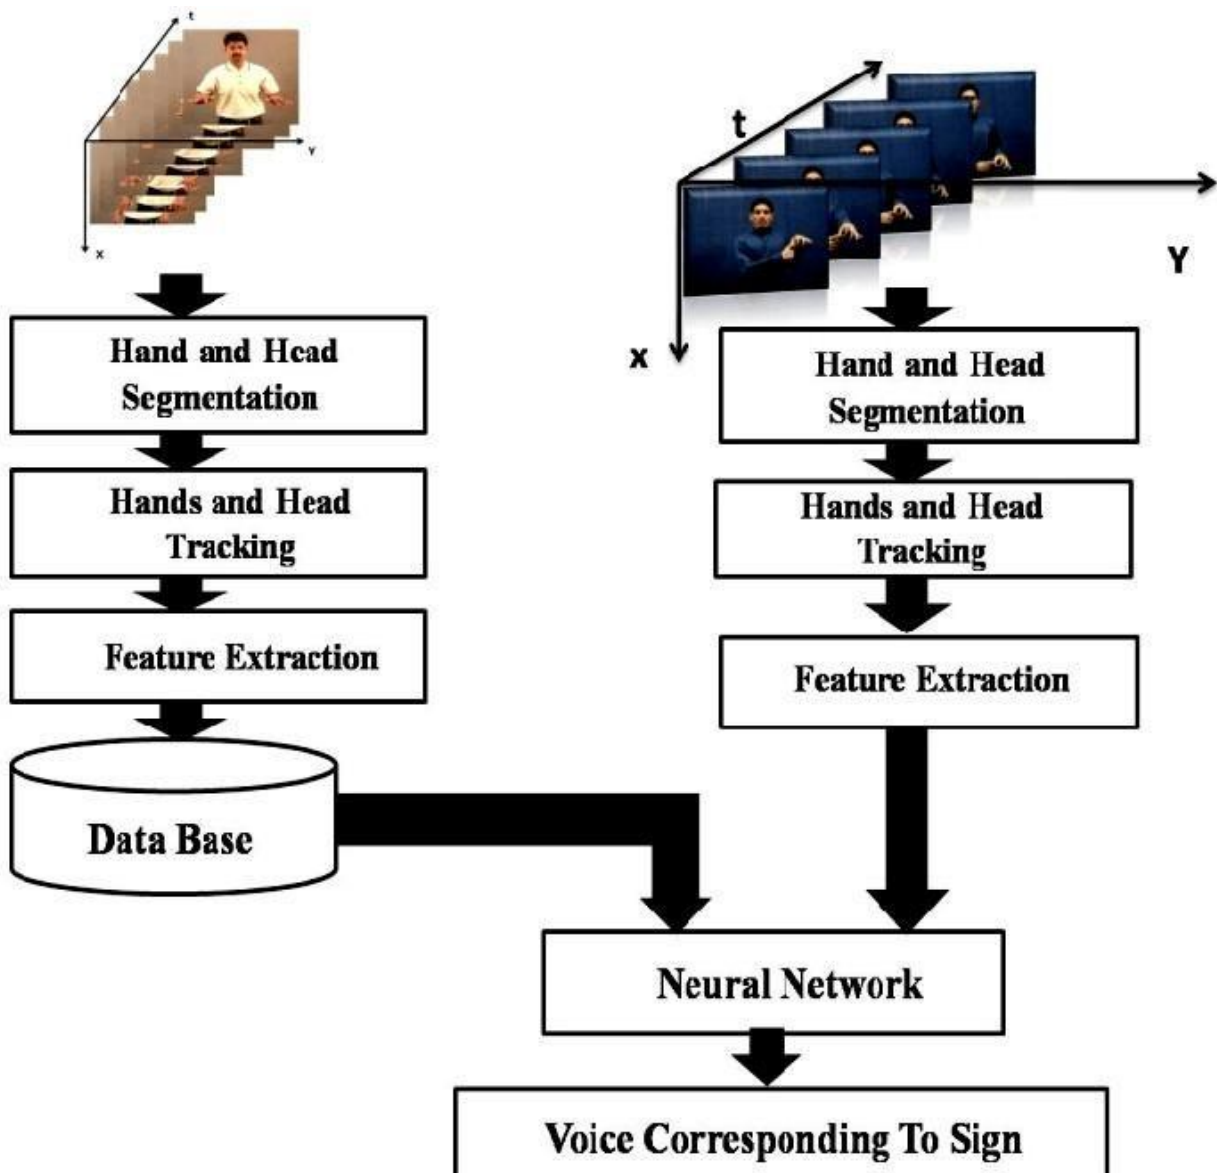 t
Y
x
Hand and Head
Segmentation
Hands and Head
Tracking
Feature Extraction
Data Base
t
Y
x
Hand and Head
Segmentation
Hands and Head
Tracking
Feature Extraction
Neural Network
Voice Corresponding To Sign